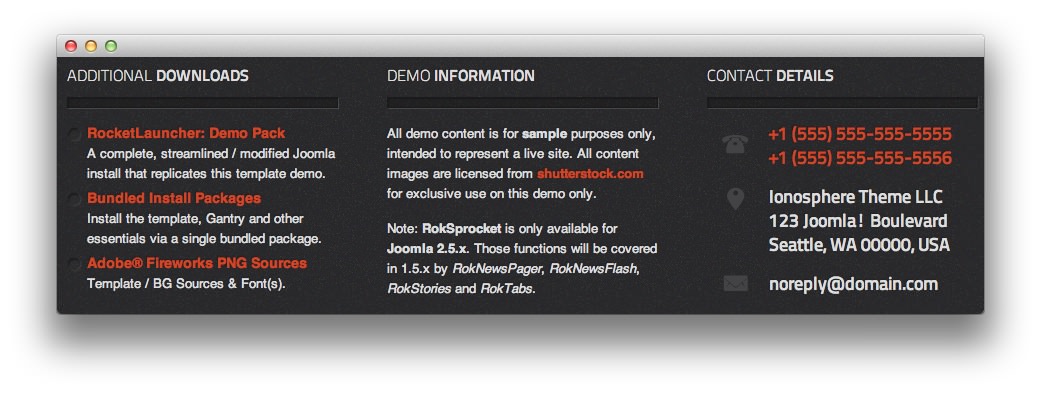 ADDITIONAL DOWNLOADS
RocketLauncher: Demo Pack
A complete, streamlined / modified Joomla
install that replicates this template demo.
Bundled Install Packages
Install the template, Gantry and other
essentials via a single bundled package.
Adobe® Fireworks PNG Sources
Template / BG Sources & Font(s).
DEMO INFORMATION
All demo content is for sample purposes only,
intended to represent a live site. All content
images are licensed from shutterstock.com
for exclusive use on this demo only.
Note: RokSprocket is only available for
Joomla 2.5.x. Those functions will be covered
in 1.5.x by RokNewsPager, RokNewsFlash,
RokStories and RokTabs.
CONTACT DETAILS
+1 (555) 555-555-5555
+1 (555) 555-555-5556
Ionosphere Theme LLC
123 Joomla! Boulevard
Seattle, WA 00000, USA
noreply@domain.com